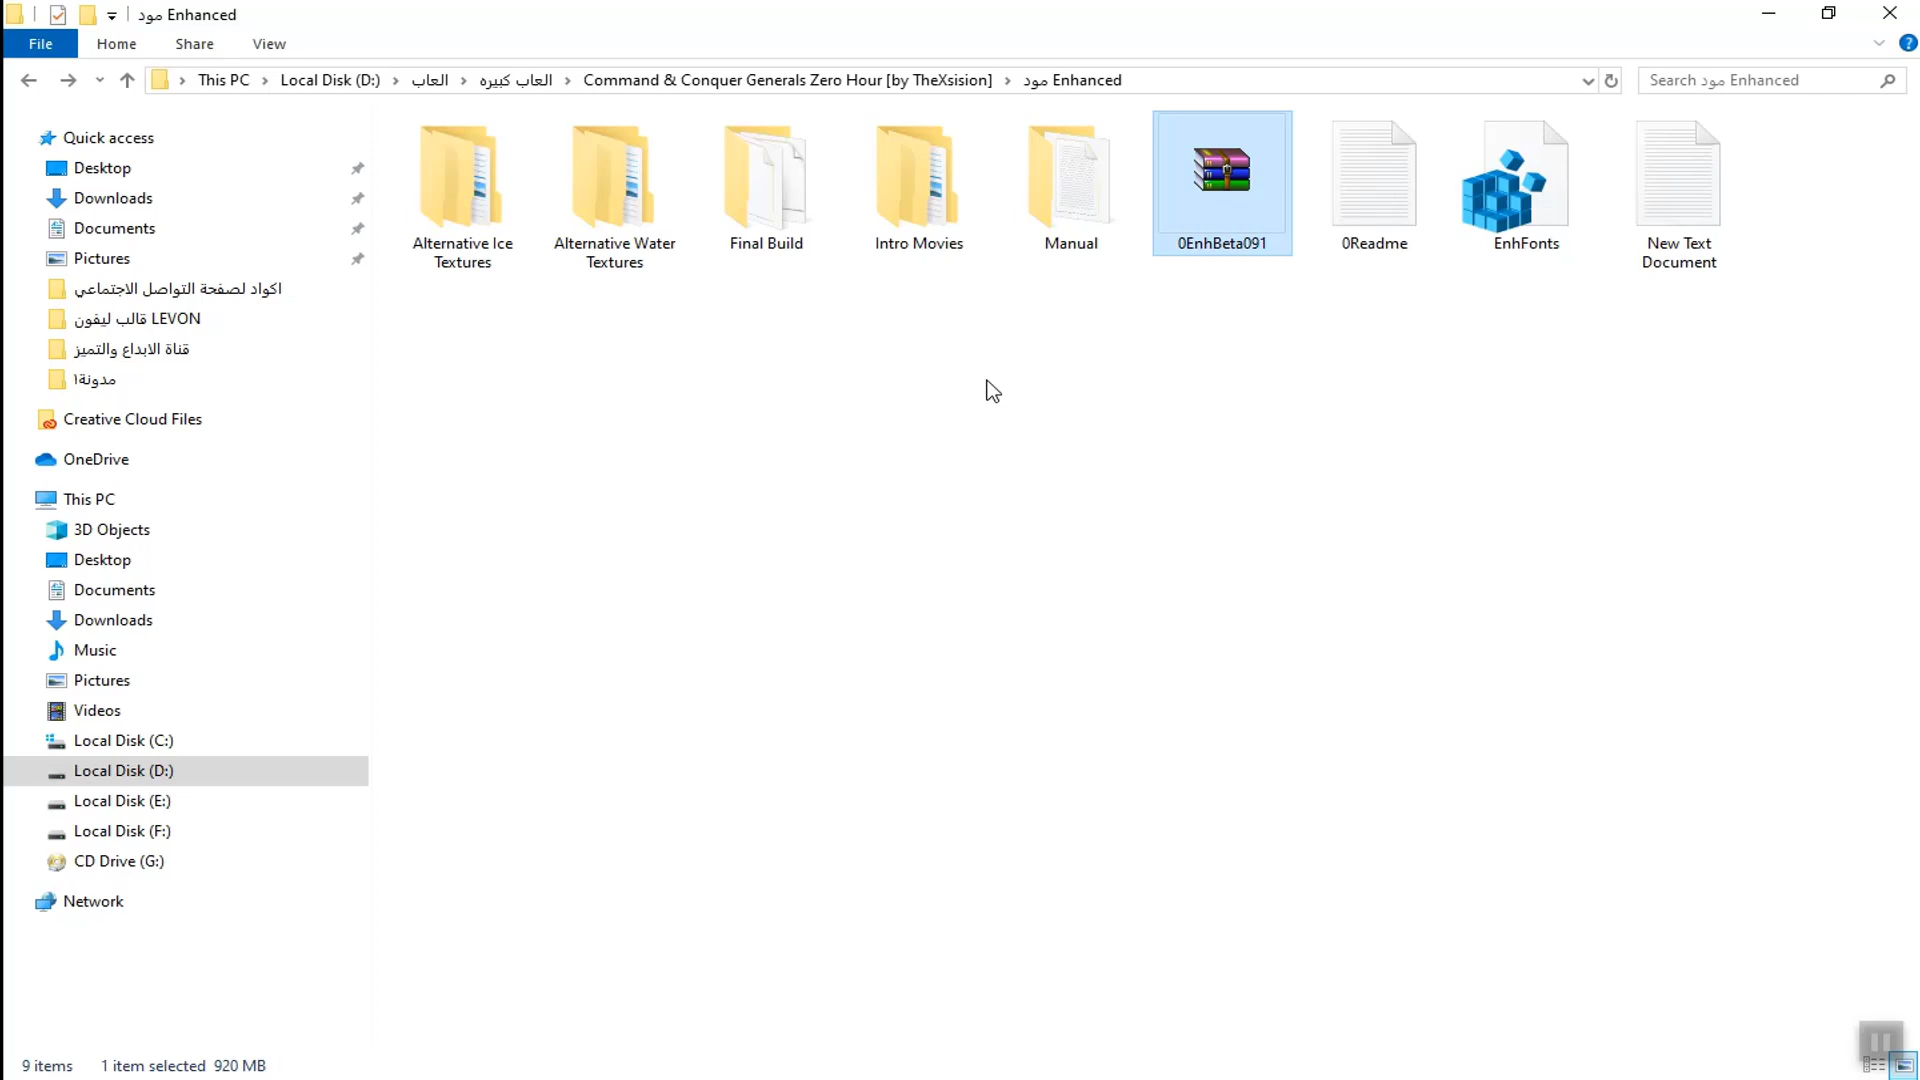 مود Enhanced
File Home Share View
This PC Local Disk (D:) العاب العاب كبيره Command & Conquer Generals Zero Hour [by TheXsision] مود Enhanced
Search مود Enhanced
Quick access
Desktop
Downloads
Documents
Pictures
اكواد لصفحة التواصل الاجتماعي
قالب ليفون LEVON
قناة الابداع والتميز
مدونة١
Creative Cloud Files
OneDrive
This PC
3D Objects
Desktop
Documents
Downloads
Music
Pictures
Videos
Local Disk (C:)
Local Disk (D:)
Local Disk (E:)
Local Disk (F:)
CD Drive (G:)
Network
Alternative Ice
Textures
Alternative Water
Textures
Final Build
Intro Movies
Manual
0EnhBeta091
0Readme
EnhFonts
New Text
Document
9 items 1 item selected 920 MB